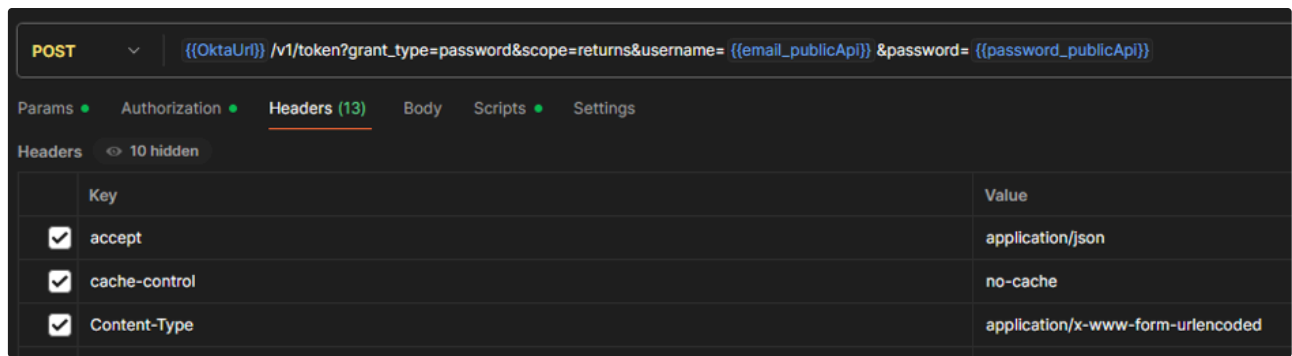 POST {{OktaUrl}} /v1/token?grant_type=password&scope=returns&username= {{email_publicApi}} &password= {{password_publicApi}}
Params Authorization Headers (13) Body Scripts Settings
Headers 10 hidden
Key Value
accept application/json
cache-control no-cache
Content-Type application/x-www-form-urlencoded